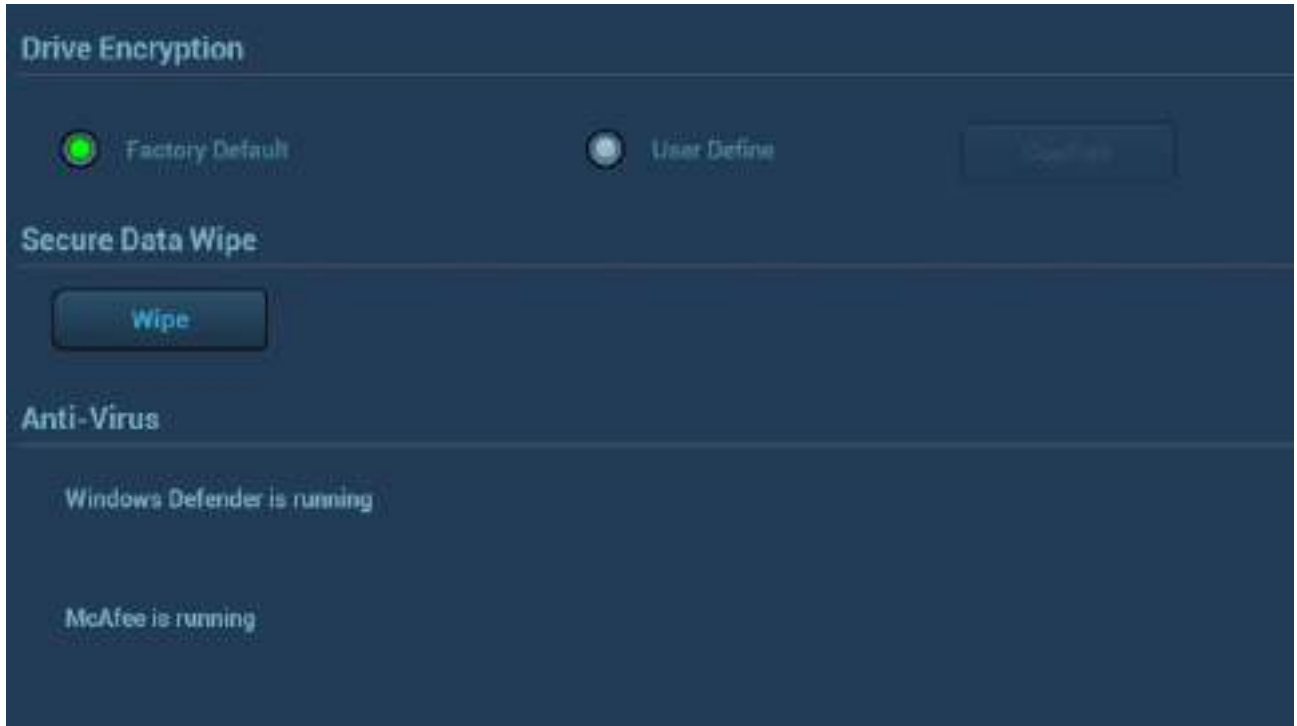 Drive Encryption
Factory Default User Define
Secure Data Wipe
Wipe
Anti-Virus
Windows Defender is running
McAfee is running